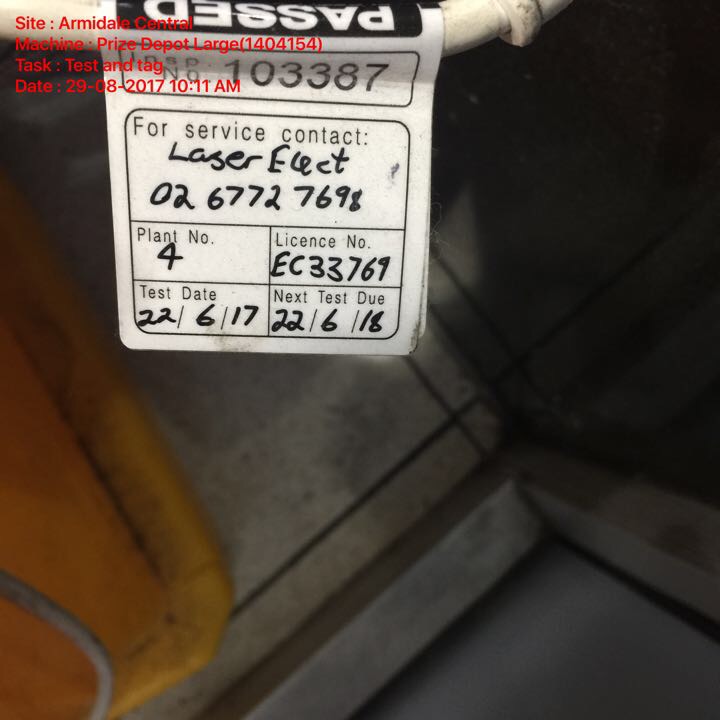 Site : Armidale Central
Machine : Prize Depot Large(1404154)
Task : Test and tag
Date : 29-08-2017 10:11 AM
PASSED
No. 103387
For service contact:
Laser Elect
02 6772 7698
Plant No.
4
Licence No.
EC33769
Test Date
22/6/17
Next Test Due
22/6/18